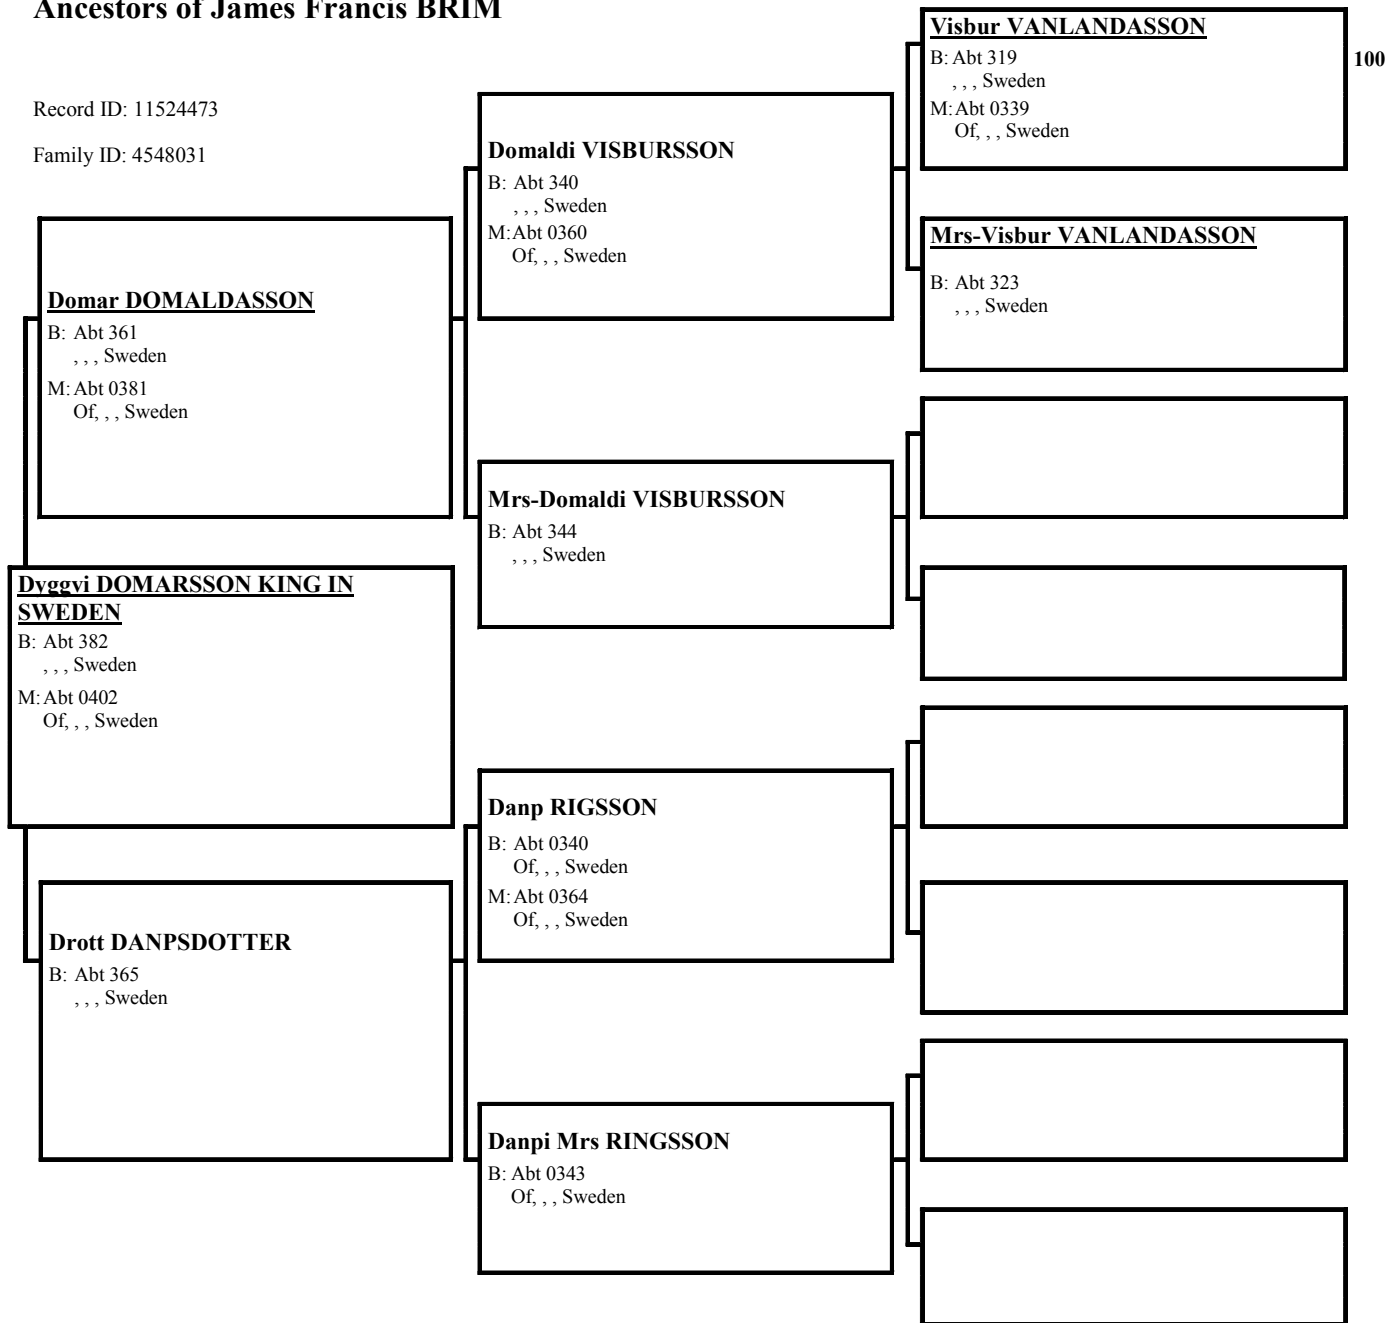 Ancestors of James Francis BRIM
Record ID: 11524473
Family ID: 4548031
Visbur VANLANDASSON
B: Abt 319
, , , Sweden
M: Abt 0339
Of, , , Sweden
100
Domaldi VISBURSSON
B: Abt 340
, , , Sweden
M: Abt 0360
Of, , , Sweden
Mrs-Visbur VANLANDASSON
B: Abt 323
, , , Sweden
Domar DOMALDASSON
B: Abt 361
, , , Sweden
M: Abt 0381
Of, , , Sweden
Mrs-Domaldi VISBURSSON
B: Abt 344
, , , Sweden
Dyggvi DOMARSSON KING IN
SWEDEN
B: Abt 382
, , , Sweden
M: Abt 0402
Of, , , Sweden
Danp RIGSSON
B: Abt 0340
Of, , , Sweden
M: Abt 0364
Of, , , Sweden
Drott DANPSDOTTER
B: Abt 365
, , , Sweden
Danpi Mrs RINGSSON
B: Abt 0343
Of, , , Sweden